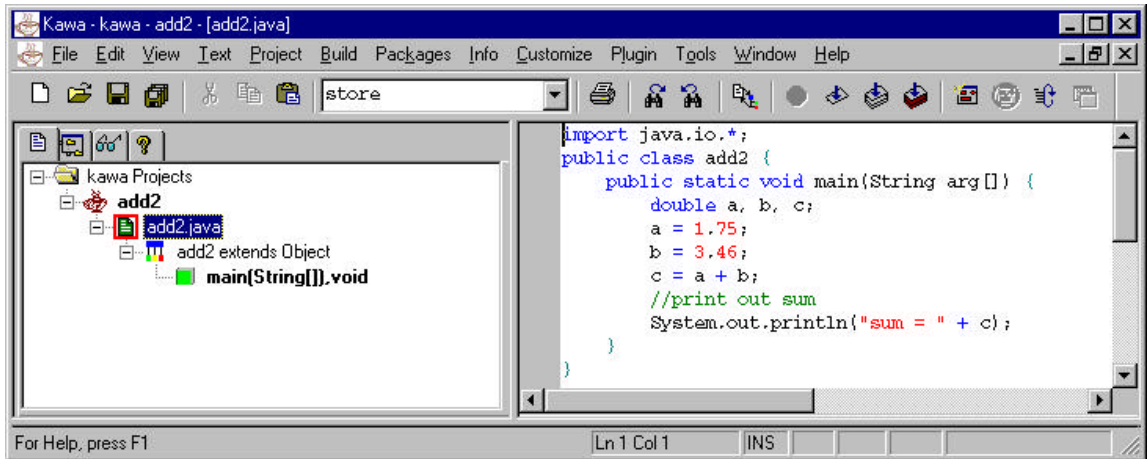 Kawa - kawa - add2 - [add2.java]
File Edit View Text Project Build Packages Info Customize Plugin Tools Window Help
store
kawa Projects
add2
add2.java
add2 extends Object
main(String[]),void
import java.io.*;
public class add2 {
    public static void main(String arg[]) {
        double a, b, c;
        a = 1.75;
        b = 3.46;
        c = a + b;
        //print out sum
        System.out.println("sum = " + c);
    }
}
For Help, press F1
Ln 1 Col 1
INS